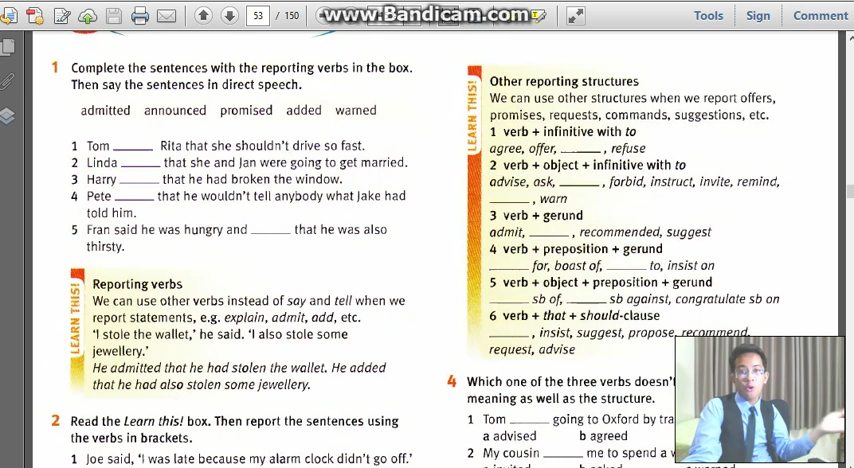 53 / 150
www.Bandicam.com
Tools
Sign
Comment
1 Complete the sentences with the reporting verbs in the box.
Then say the sentences in direct speech.
admitted announced promised added warned
1 Tom ______ Rita that she shouldn't drive so fast.
2 Linda ______ that she and Jan were going to get married.
3 Harry ______ that he had broken the window.
4 Pete ______ that he wouldn't tell anybody what Jake had
told him.
5 Fran said he was hungry and ______ that he was also
thirsty.
LEARN THIS!
Reporting verbs
We can use other verbs instead of say and tell when we
report statements, e.g. explain, admit, add, etc.
'I stole the wallet,' he said. 'I also stole some
jewellery.'
He admitted that he had stolen the wallet. He added
that he had also stolen some jewellery.
2 Read the Learn this! box. Then report the sentences using
the verbs in brackets.
1 Joe said, 'I was late because my alarm clock didn't go off.'
LEARN THIS!
Other reporting structures
We can use other structures when we report offers,
promises, requests, commands, suggestions, etc.
1 verb + infinitive with to
agree, offer, ______ , refuse
2 verb + object + infinitive with to
advise, ask, ______ , forbid, instruct, invite, remind,
______ , warn
3 verb + gerund
admit, ______ , recommended, suggest
4 verb + preposition + gerund
______ for, boast of, ______ to, insist on
5 verb + object + preposition + gerund
______ sb of, ______ sb against, congratulate sb on
6 verb + that + should-clause
______ , insist, suggest, propose, recommend,
request, advise
4 Which one of the three verbs doesn't
meaning as well as the structure.
1 Tom ______ going to Oxford by tra
a advised b agreed
2 My cousin ______ me to spend a w